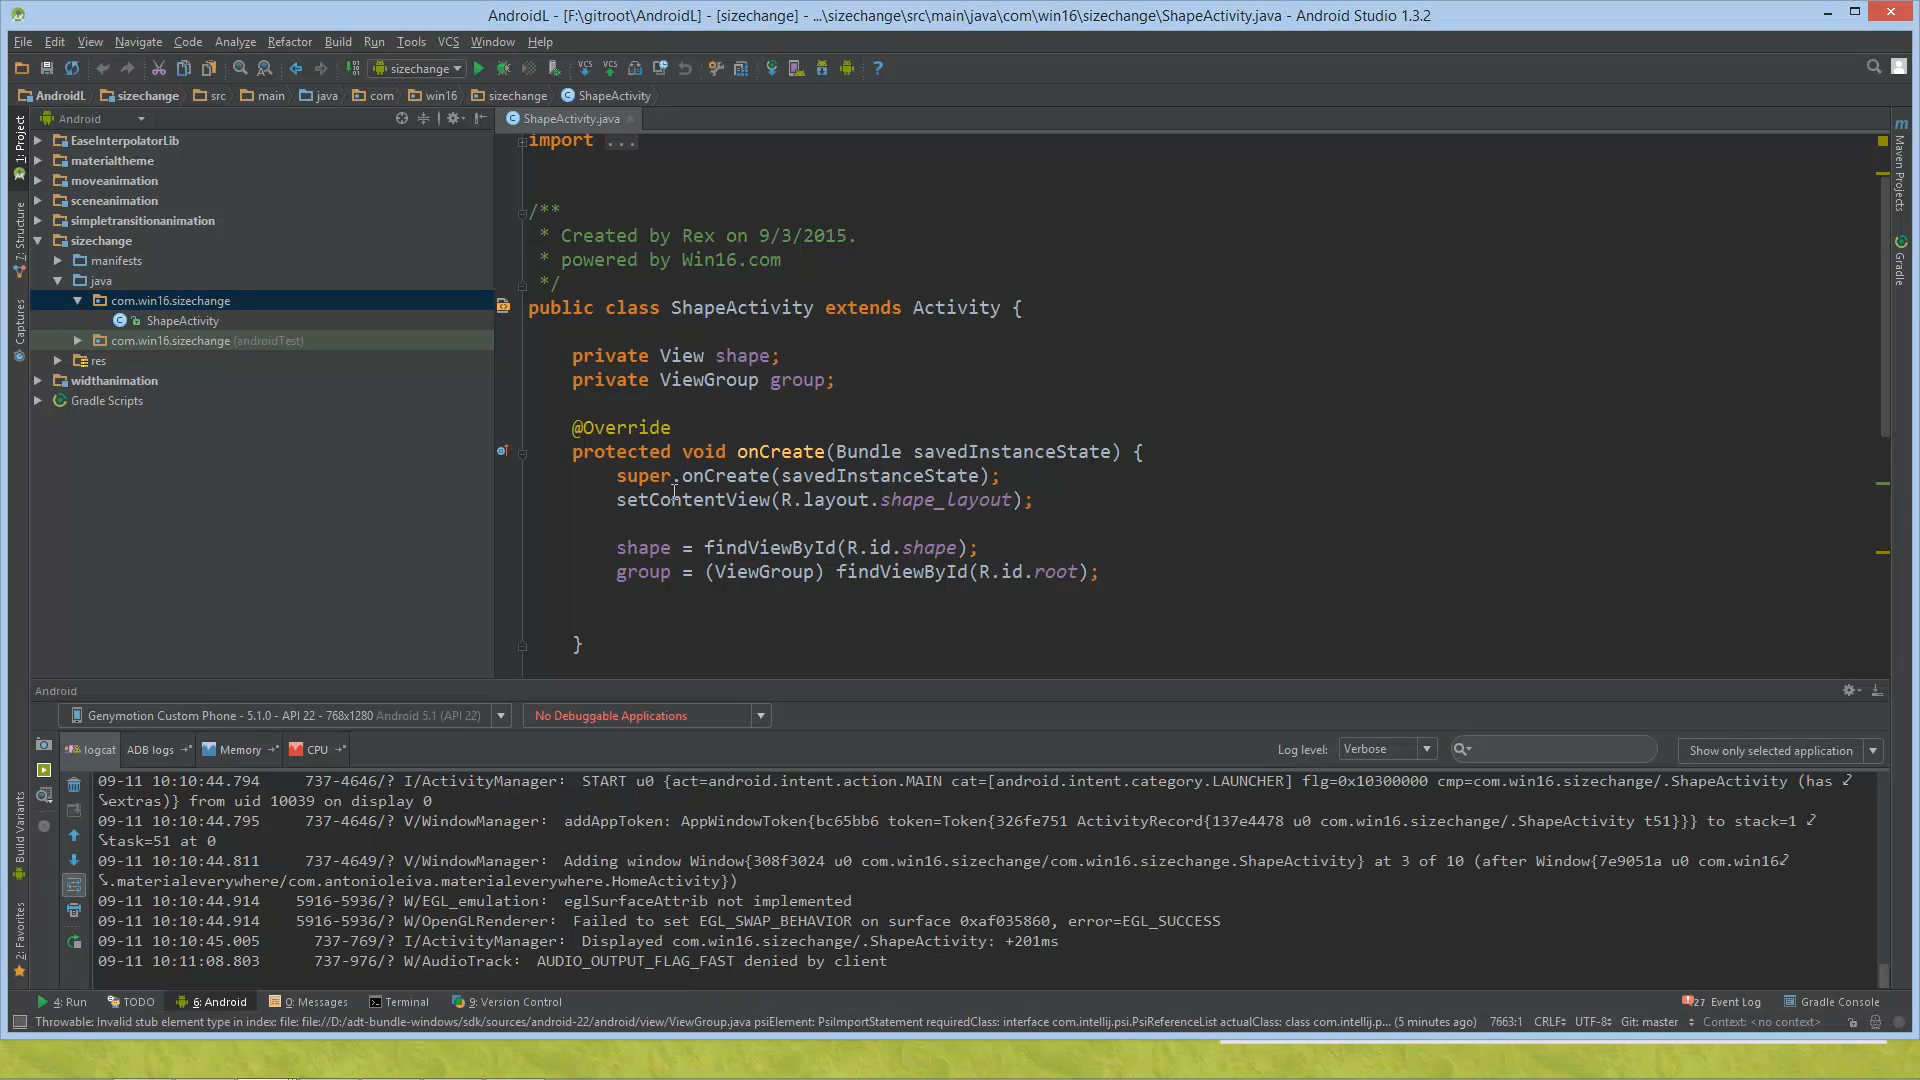 AndroidL - [F:\gitroot\AndroidL] - [sizechange] - ...\sizechange\src\main\java\com\win16\sizechange\ShapeActivity.java - Android Studio 1.3.2
File Edit View Navigate Code Analyze Refactor Build Run Tools VCS Window Help
sizechange
AndroidL sizechange src main java com win16 sizechange ShapeActivity
Android
ShapeActivity.java
EaseInterpolatorLib
materialtheme
moveanimation
sceneanimation
simpletransitionanimation
sizechange
manifests
java
com.win16.sizechange
ShapeActivity
com.win16.sizechange (androidTest)
res
widthanimation
Gradle Scripts
1: Project
7: Structure
Captures
Build Variants
2: Favorites
Maven Projects
Gradle
import ...
/**
* Created by Rex on 9/3/2015.
* powered by Win16.com
*/
public class ShapeActivity extends Activity {
private View shape;
private ViewGroup group;
@Override
protected void onCreate(Bundle savedInstanceState) {
super.onCreate(savedInstanceState);
setContentView(R.layout.shape_layout);
shape = findViewById(R.id.shape);
group = (ViewGroup) findViewById(R.id.root);
}
Android
Genymotion Custom Phone - 5.1.0 - API 22 - 768x1280 Android 5.1 (API 22)
No Debuggable Applications
logcat ADB logs Memory CPU
Log level: Verbose
Show only selected application
09-11 10:10:44.794 737-4646/? I/ActivityManager: START u0 {act=android.intent.action.MAIN cat=[android.intent.category.LAUNCHER] flg=0x10300000 cmp=com.win16.sizechange/.ShapeActivity (has
extras)} from uid 10039 on display 0
09-11 10:10:44.795 737-4646/? V/WindowManager: addAppToken: AppWindowToken{bc65bb6 token=Token{326fe751 ActivityRecord{137e4478 u0 com.win16.sizechange/.ShapeActivity t51}}} to stack=1
task=51 at 0
09-11 10:10:44.811 737-4649/? V/WindowManager: Adding window Window{308f3024 u0 com.win16.sizechange/com.win16.sizechange.ShapeActivity} at 3 of 10 (after Window{7e9051a u0 com.win16
.materialeverywhere/com.antonioleiva.materialeverywhere.HomeActivity})
09-11 10:10:44.914 5916-5936/? W/EGL_emulation: eglSurfaceAttrib not implemented
09-11 10:10:44.914 5916-5936/? W/OpenGLRenderer: Failed to set EGL_SWAP_BEHAVIOR on surface 0xaf035860, error=EGL_SUCCESS
09-11 10:10:45.005 737-769/? I/ActivityManager: Displayed com.win16.sizechange/.ShapeActivity: +201ms
09-11 10:11:08.803 737-976/? W/AudioTrack: AUDIO_OUTPUT_FLAG_FAST denied by client
4: Run TODO 6: Android 0: Messages Terminal 9: Version Control
27 Event Log Gradle Console
Throwable: Invalid stub element type in index: file: file://D:/adt-bundle-windows/sdk/sources/android-22/android/view/ViewGroup.java psiElement: PsiImportStatement requiredClass: interface com.intellij.psi.PsiReferenceList actualClass: class com.intellij.p... (5 minutes ago)
7663:1 CRLF UTF-8 Git: master Context: <no context>